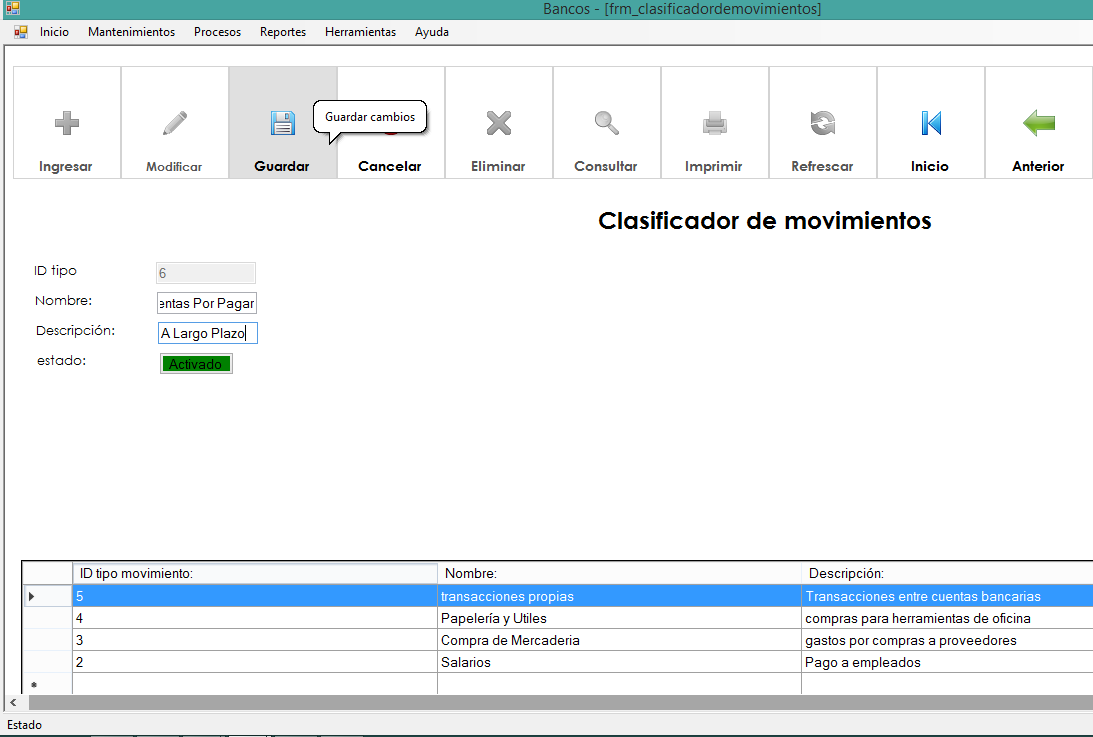 Bancos - [frm_clasificadordemovimientos]
Inicio Mantenimientos Procesos Reportes Herramientas Ayuda
Guardar cambios
Ingresar Modificar Guardar Cancelar Eliminar Consultar Imprimir Refrescar Inicio Anterior
Clasificador de movimientos
ID tipo 6
Nombre: entas Por Pagar
Descripción: A Largo Plazo
estado: Activado
ID tipo movimiento: Nombre: Descripción:
5 transacciones propias Transacciones entre cuentas bancarias
4 Papelería y Utiles compras para herramientas de oficina
3 Compra de Mercaderia gastos por compras a proveedores
2 Salarios Pago a empleados
Estado